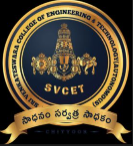 SRI VENKATESWARA COLLEGE OF ENGINEERING & TECHNOLOGY(AUTONOMOUS)
SVCET
సాధనం సర్వత్ర సాధకం
CHITTOOR